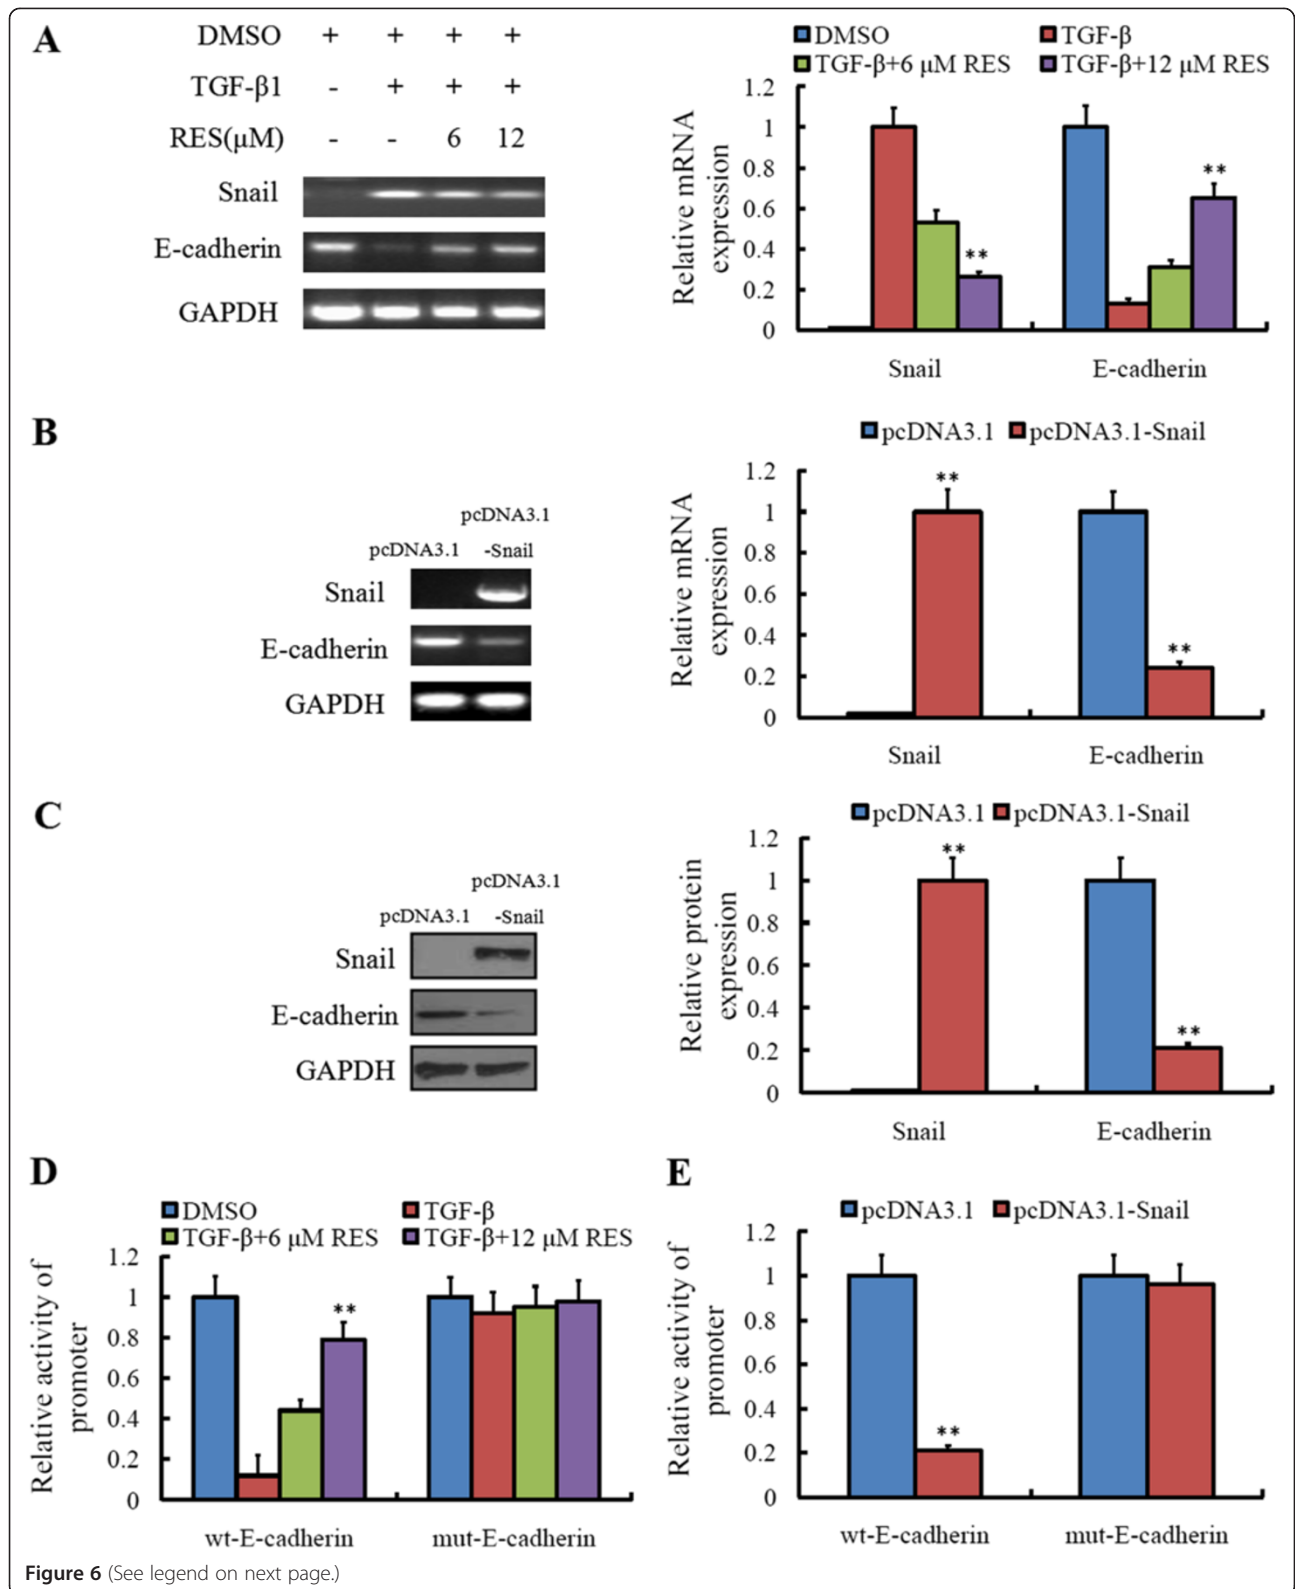 A
DMSO + + + +
TGF-β1 - + + +
RES(μM) - - 6 12
Snail
E-cadherin
GAPDH
DMSO TGF-β
TGF-β+6 μM RES TGF-β+12 μM RES
Relative mRNA
expression
1.2
1
0.8
0.6
0.4
0.2
0
**
**
Snail E-cadherin
B
pcDNA3.1
pcDNA3.1 -Snail
Snail
E-cadherin
GAPDH
pcDNA3.1 pcDNA3.1-Snail
Relative mRNA
expression
1.2
1
0.8
0.6
0.4
0.2
0
**
**
Snail E-cadherin
C
pcDNA3.1
pcDNA3.1 -Snail
Snail
E-cadherin
GAPDH
pcDNA3.1 pcDNA3.1-Snail
Relative protein
expression
1.2
1
0.8
0.6
0.4
0.2
0
**
**
Snail E-cadherin
D
DMSO TGF-β
TGF-β+6 μM RES TGF-β+12 μM RES
Relative activity of
promoter
1.2
1
0.8
0.6
0.4
0.2
0
**
wt-E-cadherin mut-E-cadherin
E
pcDNA3.1 pcDNA3.1-Snail
Relative activity of
promoter
1.2
1
0.8
0.6
0.4
0.2
0
**
wt-E-cadherin mut-E-cadherin
Figure 6 (See legend on next page.)